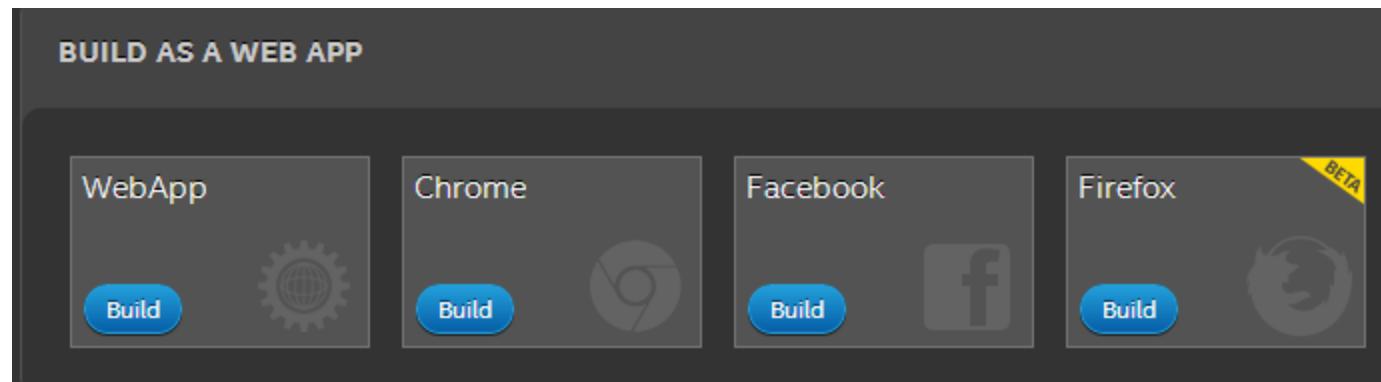 BUILD AS A WEB APP
WebApp
Build
Chrome
Build
Facebook
Build
Firefox
BETA
Build